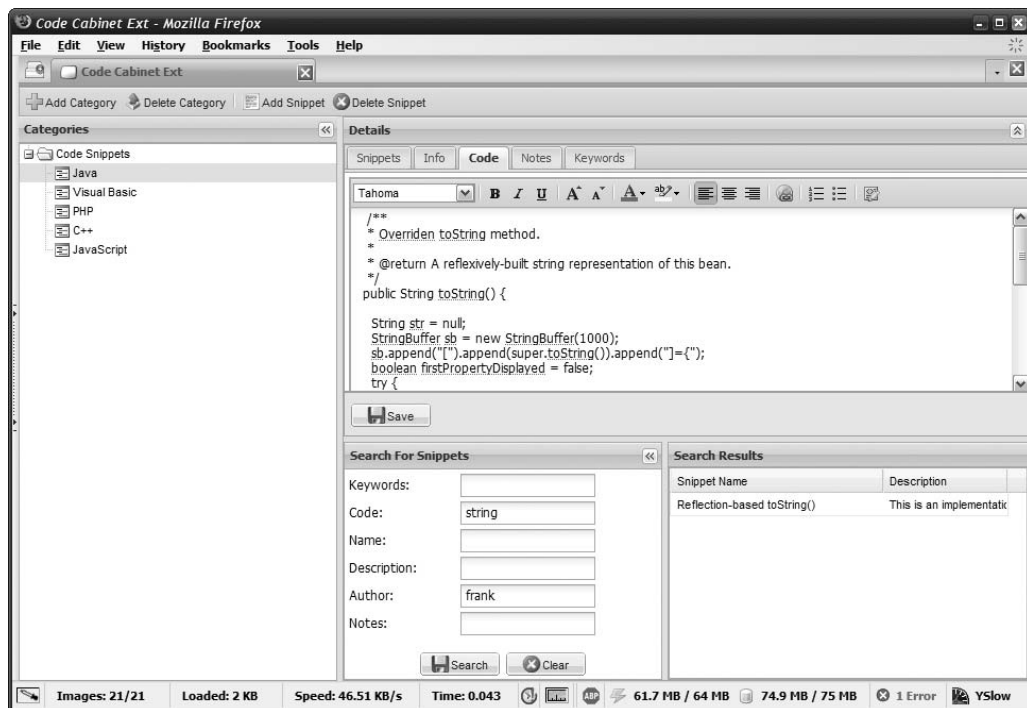 Code Cabinet Ext - Mozilla Firefox
File Edit View History Bookmarks Tools Help
Code Cabinet Ext
Add Category Delete Category Add Snippet Delete Snippet
Categories
Code Snippets
Java
Visual Basic
PHP
C++
JavaScript
Details
Snippets Info Code Notes Keywords
Tahoma B I U A A A ab
/**
* Overriden toString method.
*
* @return A reflexively-built string representation of this bean.
*/
public String toString() {
String str = null;
StringBuffer sb = new StringBuffer(1000);
sb.append("[").append(super.toString()).append("]={");
boolean firstPropertyDisplayed = false;
try {
Save
Search For Snippets
Keywords:
Code: string
Name:
Description:
Author: frank
Notes:
Search Clear
Search Results
Snippet Name Description
Reflection-based toString() This is an implementatic
Images: 21/21 Loaded: 2 KB Speed: 46.51 KB/s Time: 0.043 ABP 61.7 MB / 64 MB 74.9 MB / 75 MB 1 Error YSlow